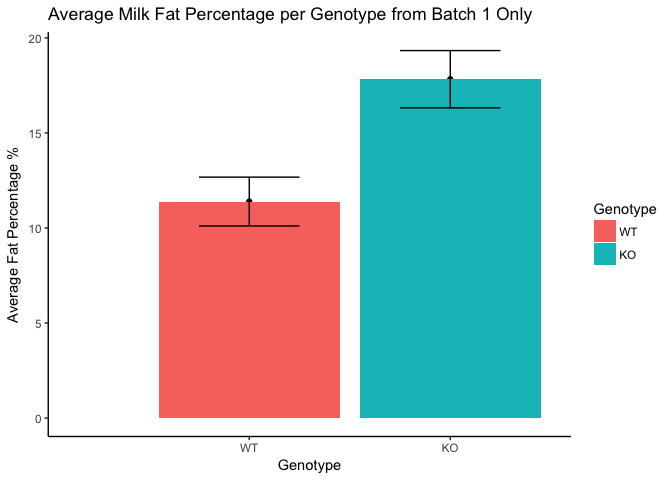 Average Milk Fat Percentage per Genotype from Batch 1 Only
Average Fat Percentage %
20
15
10
5
0
WT
KO
Genotype
Genotype
WT
KO